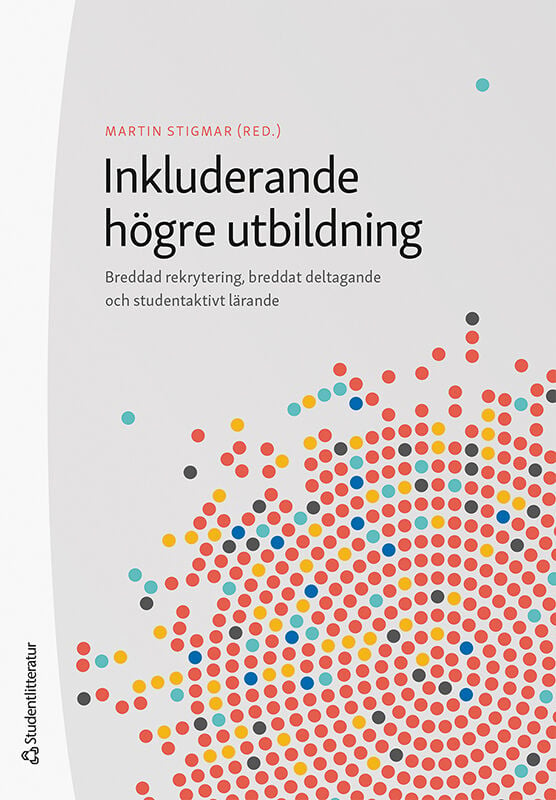 MARTIN STIGMAR (RED.)
Inkluderande
högre utbildning
Breddad rekrytering, breddat deltagande
och studentaktivt lärande
Studentlitteratur